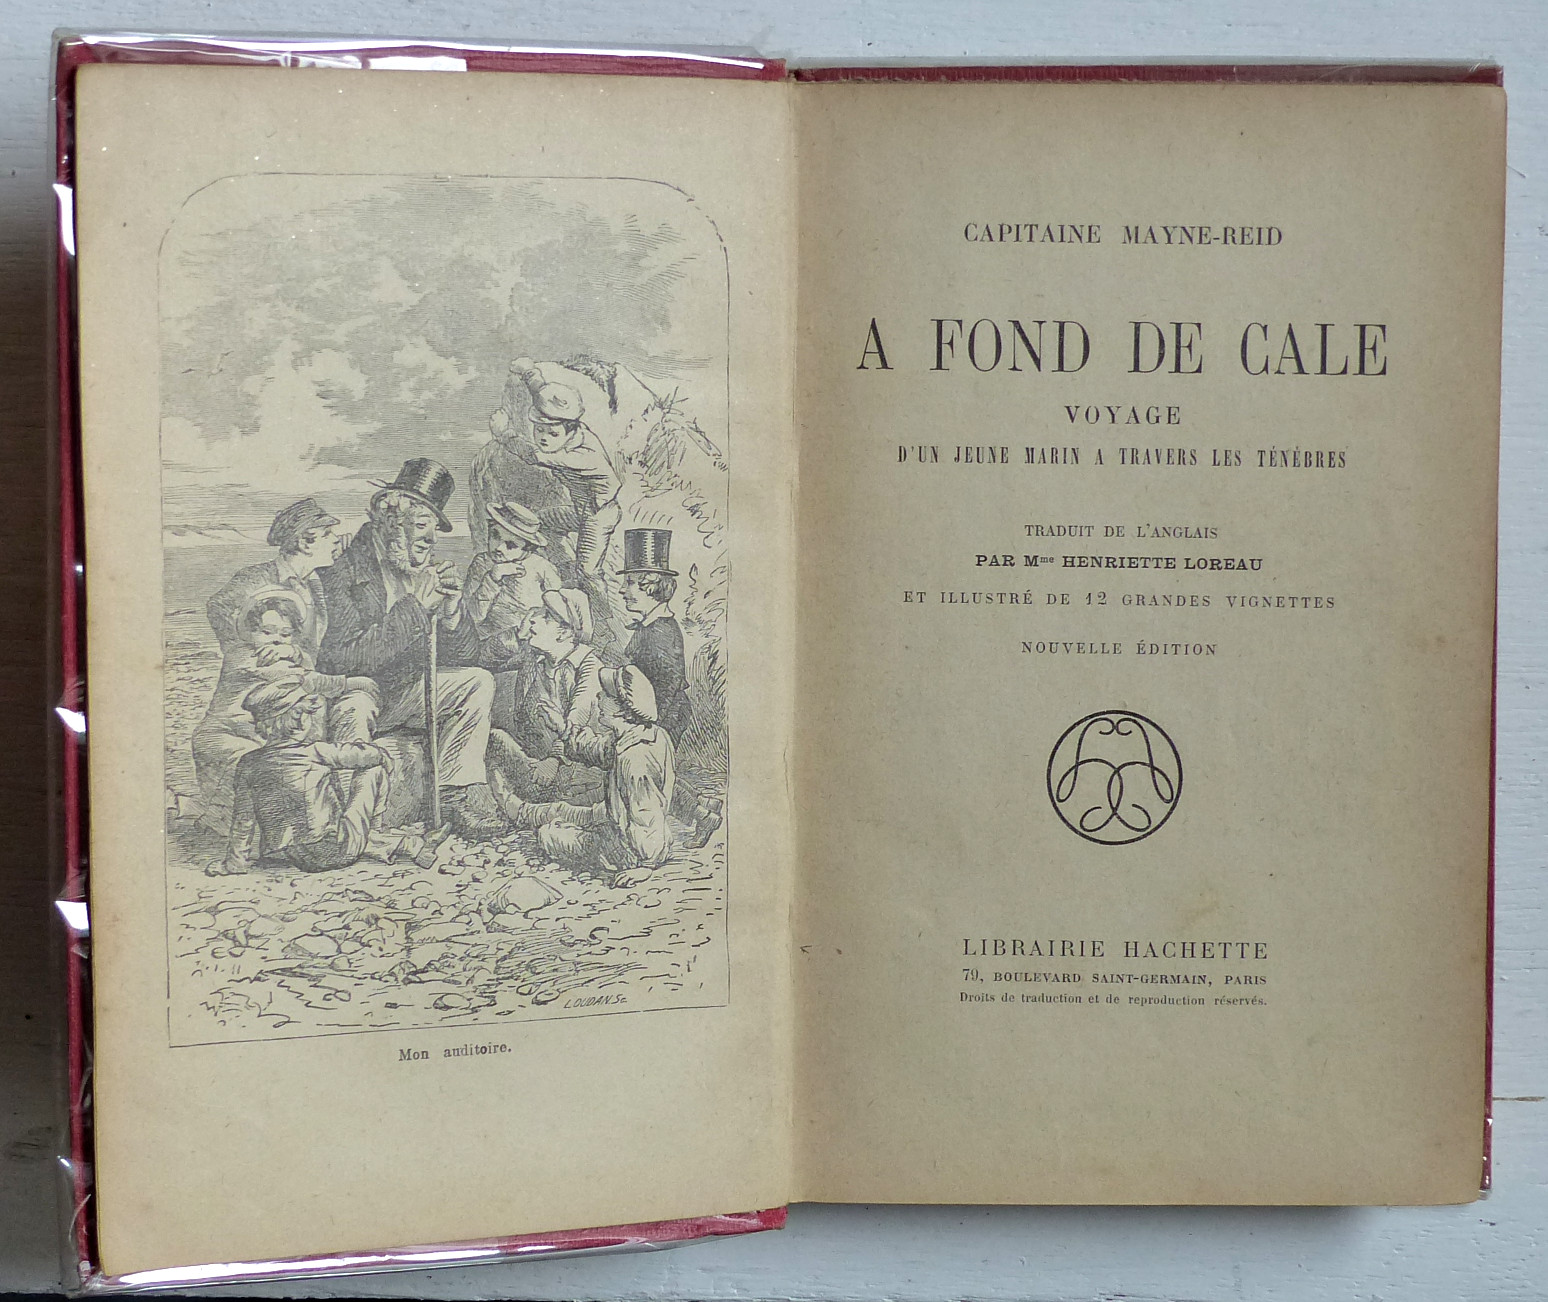 LOUDAN Sc
Mon auditoire.
CAPITAINE MAYNE-REID
A FOND DE CALE
VOYAGE
D'UN JEUNE MARIN A TRAVERS LES TÉNÉBRES
TRADUIT DE L'ANGLAIS
PAR Mme HENRIETTE LOREAU
ET ILLUSTRÉ DE 12 GRANDES VIGNETTES
NOUVELLE ÉDITION
LIBRAIRIE HACHETTE
79, BOULEVARD SAINT-GERMAIN, PARIS
Droits de traduction et de reproduction réservés.